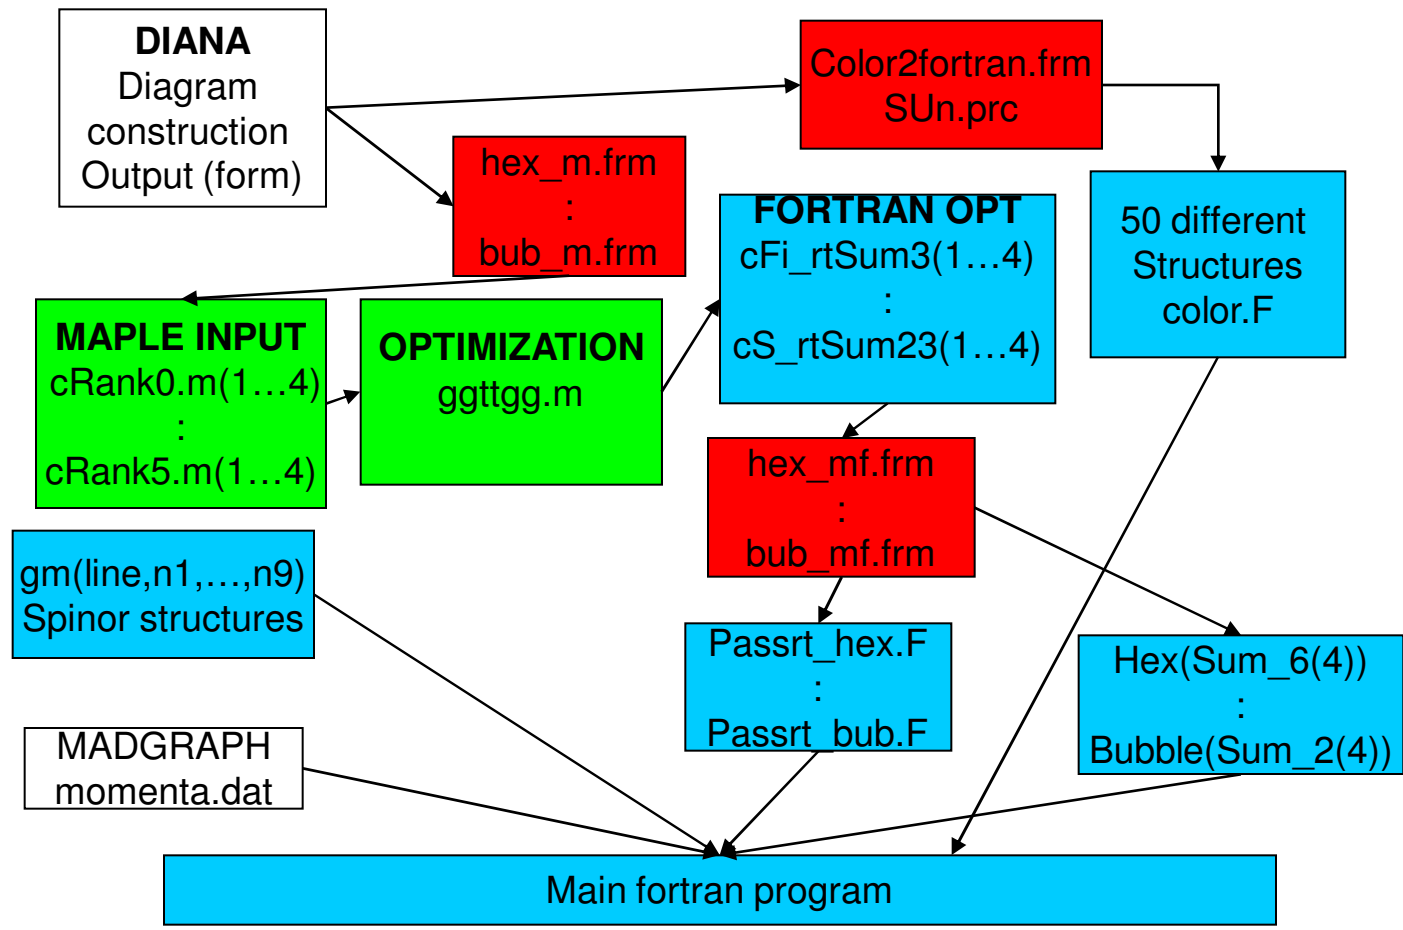 DIANA
Diagram
construction
Output (form)
Color2fortran.frm
SUn.prc
hex_m.frm
:
bub_m.frm
FORTRAN OPT
cFi_rtSum3(1…4)
:
cS_rtSum23(1…4)
50 different
Structures
color.F
MAPLE INPUT
cRank0.m(1…4)
:
cRank5.m(1…4)
OPTIMIZATION
ggttgg.m
hex_mf.frm
:
bub_mf.frm
gm(line,n1,…,n9)
Spinor structures
Passrt_hex.F
:
Passrt_bub.F
Hex(Sum_6(4))
:
Bubble(Sum_2(4))
MADGRAPH
momenta.dat
Main fortran program